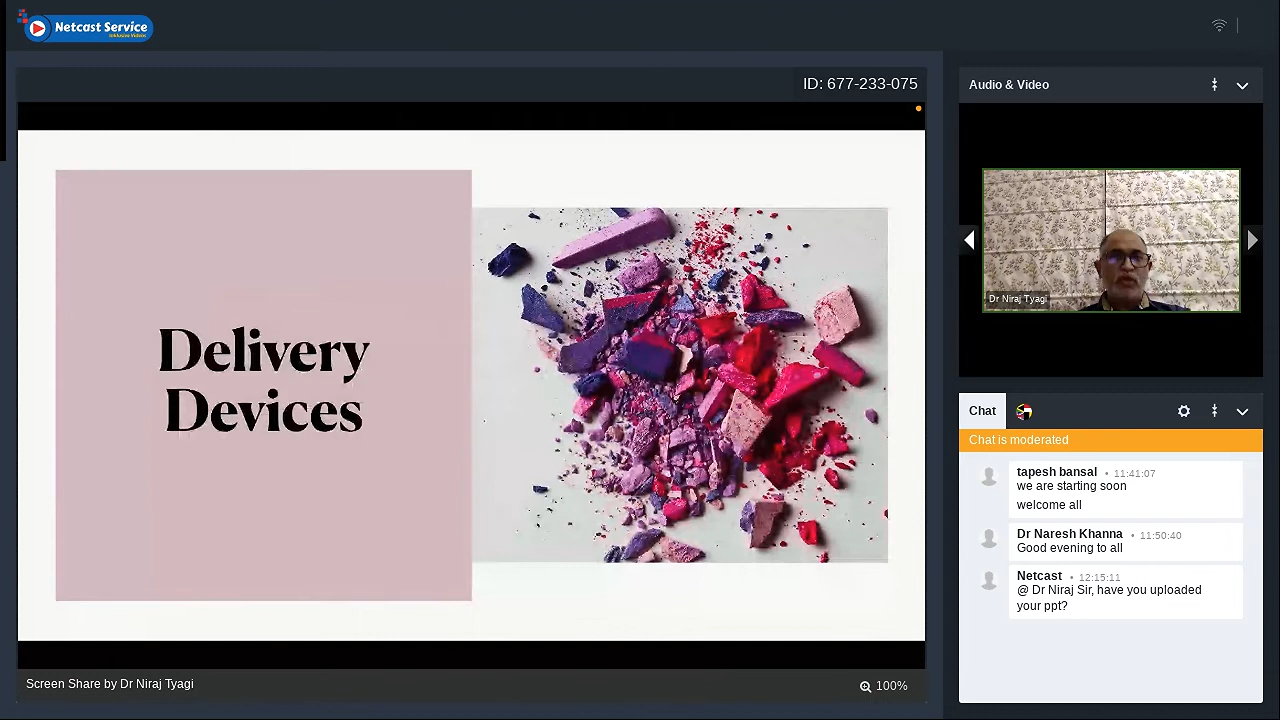 Netcast Service
Inklusive Videos
ID: 677-233-075
Delivery
Devices
Screen Share by Dr Niraj Tyagi
100%
Audio & Video
Dr Niraj Tyagi
Chat
Chat is moderated
tapesh bansal • 11:41:07
we are starting soon
welcome all
Dr Naresh Khanna • 11:50:40
Good evening to all
Netcast • 12:15:11
@ Dr Niraj Sir, have you uploaded
your ppt?